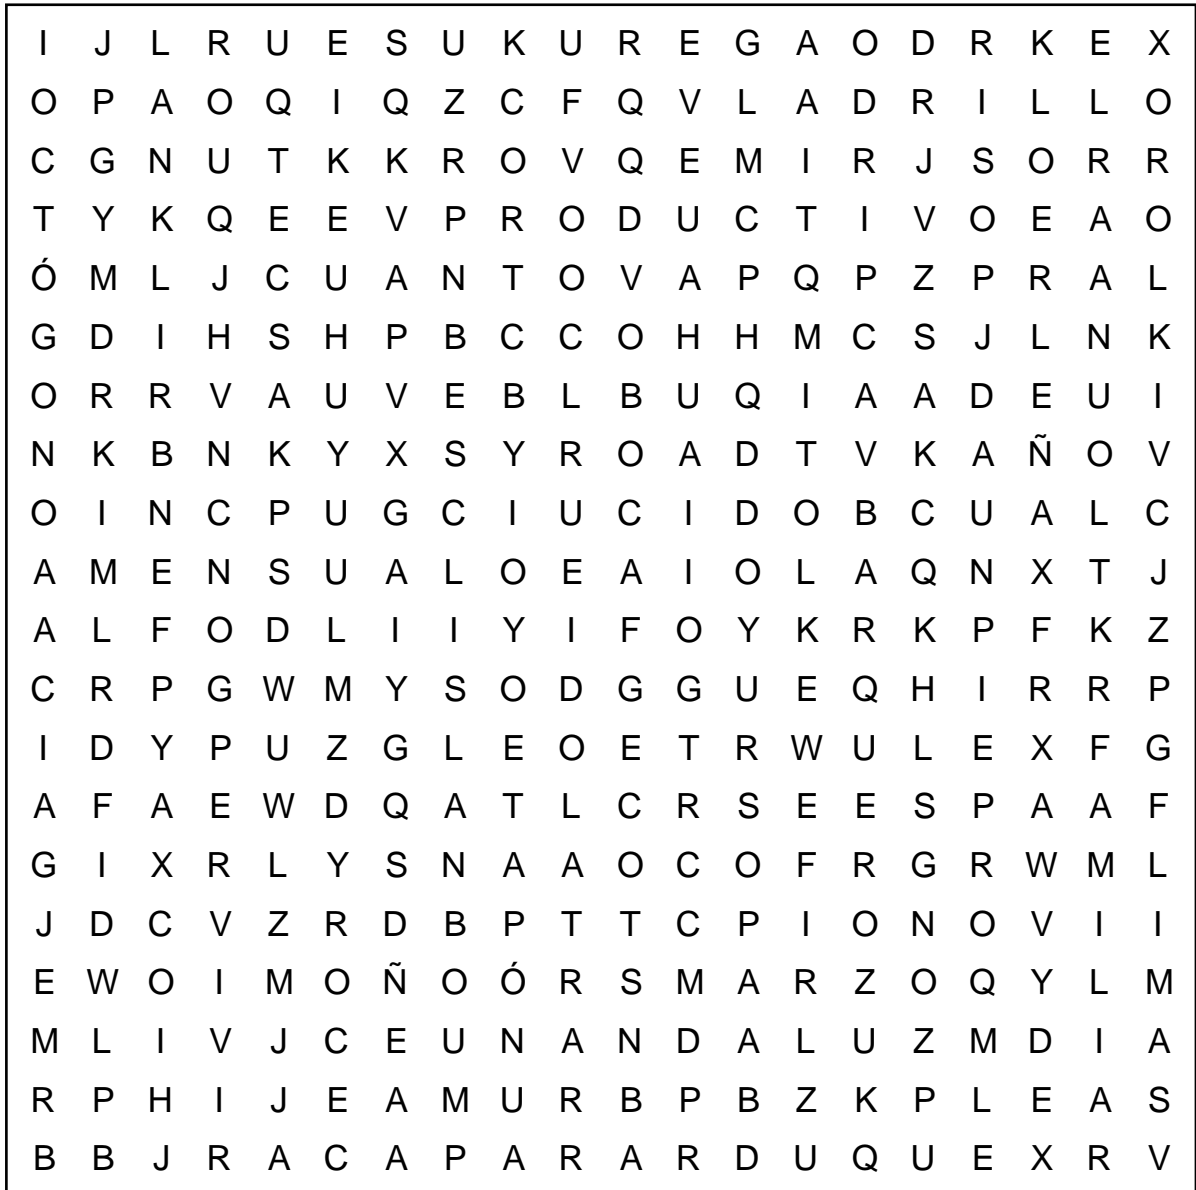 I J L R U E S U K U R E G A O D R K E X
O P A O Q I Q Z C F Q V L A D R I L L O
C G N U T K K R O V Q E M I R J S O R R
T Y K Q E E V P R O D U C T I V O E A O
Ó M L J C U A N T O V A P Q P Z P R A L
G D I H S H P B C C O H H M C S J L N K
O R R V A U V E B L B U Q I A A D E U I
N K B N K Y X S Y R O A D T V K A Ñ O V
O I N C P U G C I U C I D O B C U A L C
A M E N S U A L O E A I O L A Q N X T J
A L F O D L I I Y I F O Y K R K P F K Z
C R P G W M Y S O D G G U E Q H I R R P
I D Y P U Z G L E O E T R W U L E X F G
A F A E W D Q A T L C R S E E S P A A F
G I X R L Y S N A A O C O F R G R W M L
J D C V Z R D B P T T C P I O N O V I I
E W O I M O Ñ O Ó R S M A R Z O Q Y L M
M L I V J C E U N A N D A L U Z M D I A
R P H I J E A M U R B P B Z K P L E A S
B B J R A C A P A R A R D U Q U E X R V